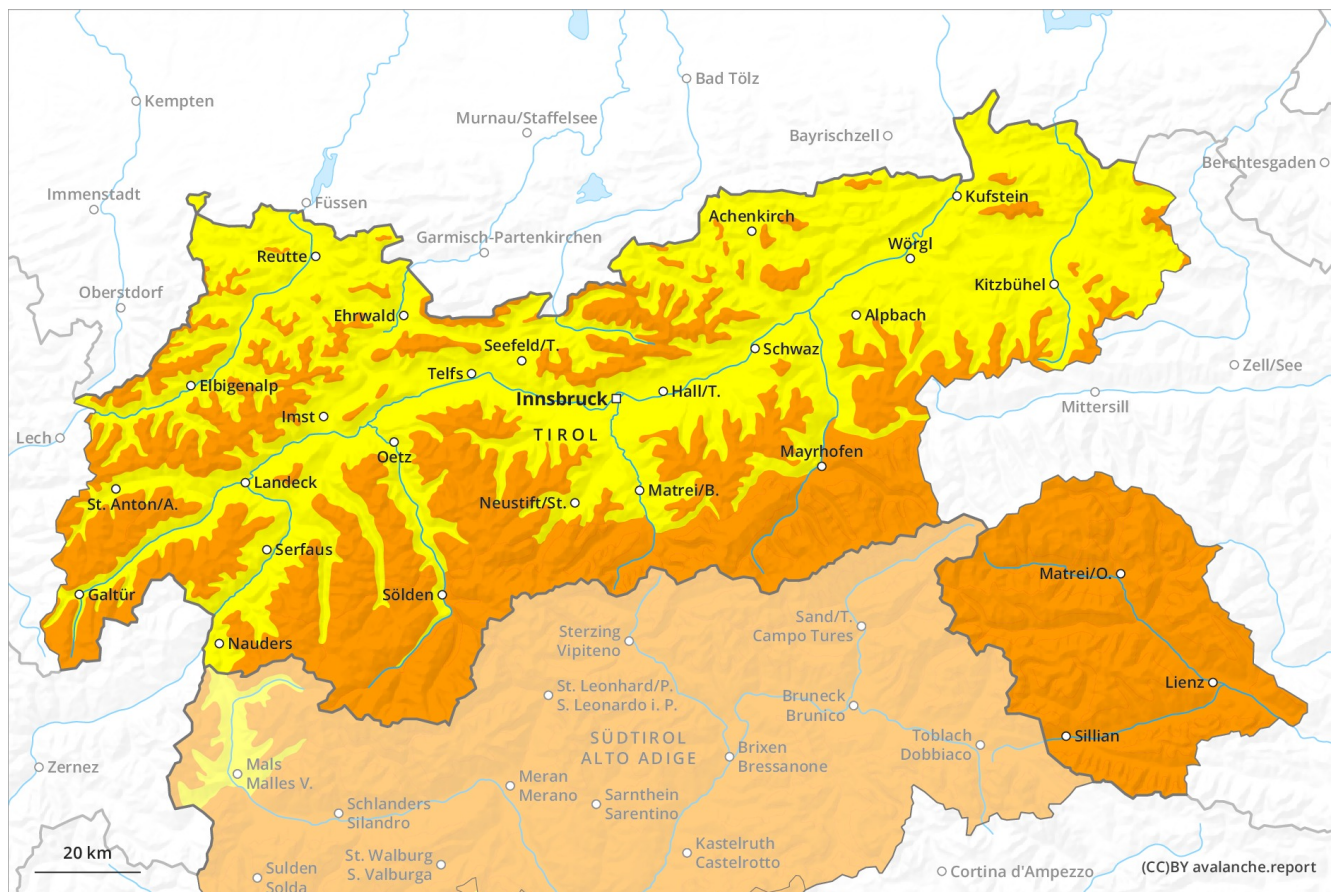 Bad Tölz
Kempten
Murnau/Staffelsee
Bayrischzell
Berchtesgaden
Immenstadt
Füssen
Kufstein
Achenkirch
Garmisch-Partenkirchen
Wörgl
Reutte
Oberstdorf
Kitzbühel
Ehrwald
Alpbach
Seefeld/T.
Schwaz
Zell/See
Telfs
Elbigenalp
Hall/T.
Innsbruck
Mittersill
Imst
Lech
TIROL
Mayrhofen
Oetz
Landeck
Matrei/B.
St. Anton/A.
Neustift/St.
Serfaus
Matrei/O.
Galtür
Sölden
Sand/T.
Campo Tures
Sterzing
Vipiteno
Nauders
Lienz
St. Leonhard/P.
S. Leonardo i. P.
Bruneck
Brunico
Sillian
SÜDTIROL
ALTO ADIGE
Toblach
Dobbiaco
Brixen
Bressanone
Zernez
Mals
Malles V.
Meran
Merano
Sarnthein
Sarentino
Schlanders
Silandro
20 km
St. Walburg
S. Valburga
Kastelruth
Castelrotto
Sulden
Solda
Cortina d'Ampezzo
(CC)BY avalanche.report